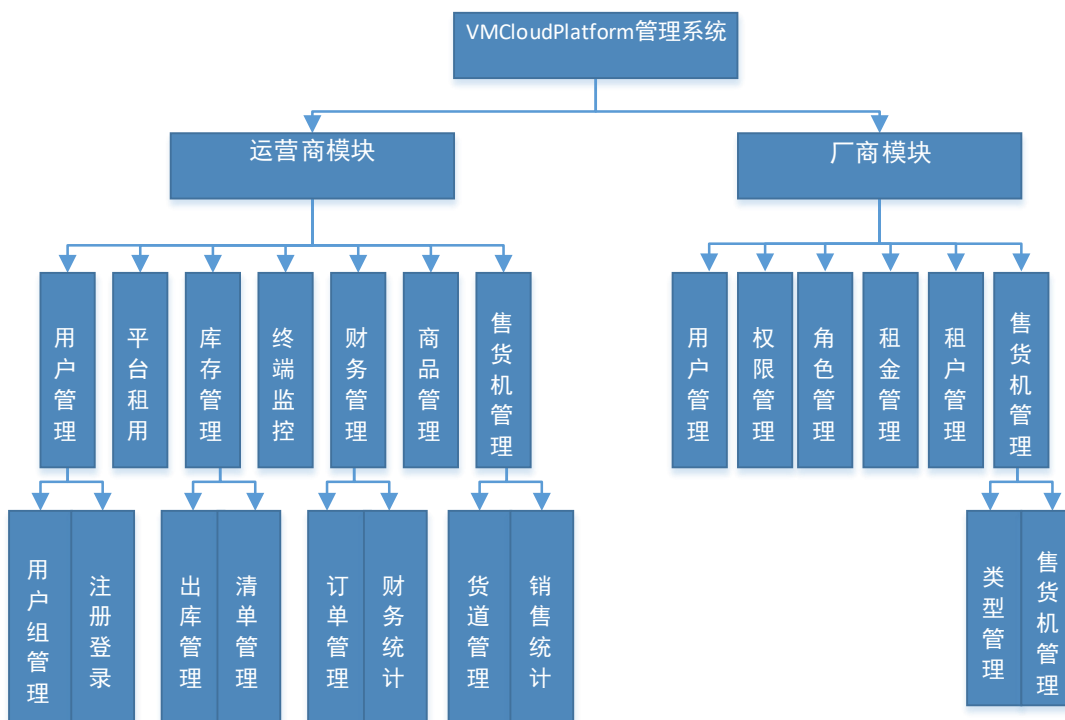 VMCloudPlatform管理系统
运营商模块
厂商模块
用户管理
平台租用
库存管理
终端监控
财务管理
商品管理
售货机管理
用户管理
权限管理
角色管理
租金管理
租户管理
售货机管理
用户组管理
注册登录
出库管理
清单管理
订单管理
财务统计
货道管理
销售统计
类型管理
售货机管理